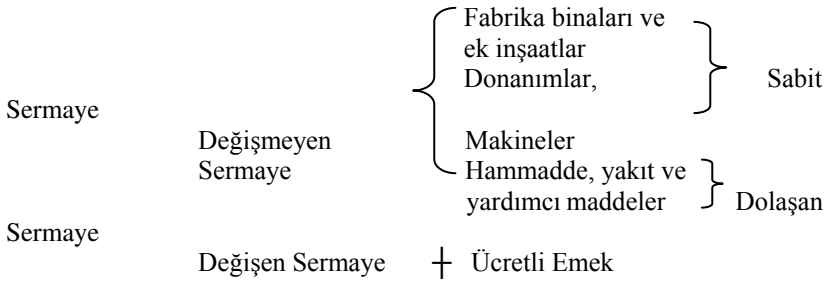 Fabrika binaları ve
ek inşaatlar
Donanımlar, Sabit
Sermaye
Değişmeyen Makineler
Sermaye Hammadde, yakıt ve
yardımcı maddeler Dolaşan
Sermaye
Değişen Sermaye Ücretli Emek